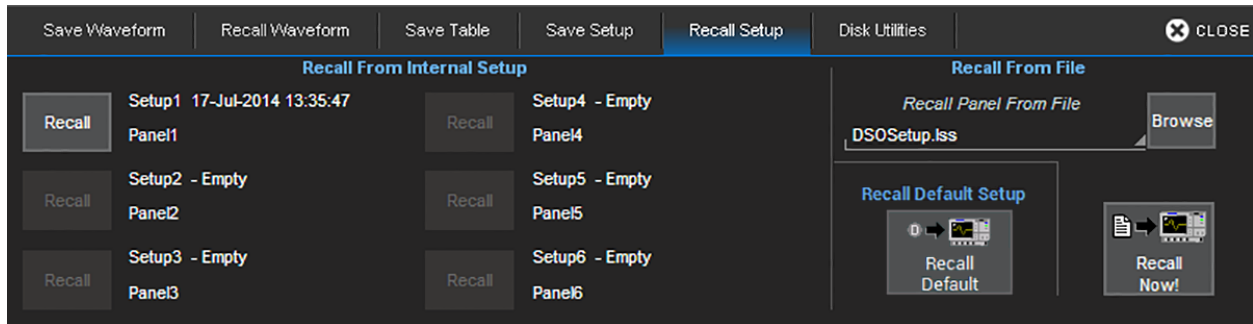 Save Waveform
Recall Waveform
Save Table
Save Setup
Recall Setup
Disk Utilities
CLOSE
Recall From Internal Setup
Recall
Setup1 17-Jul-2014 13:35:47
Panel1
Recall
Setup2 - Empty
Panel2
Recall
Setup3 - Empty
Panel3
Recall
Setup4 - Empty
Panel4
Recall
Setup5 - Empty
Panel5
Recall
Setup6 - Empty
Panel6
Recall From File
Recall Panel From File
DSOSetup.lss
Browse
Recall Default Setup
D
Recall
Default
Recall
Now!